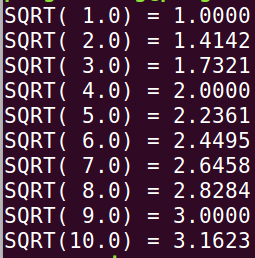 SQRT( 1.0) = 1.0000
SQRT( 2.0) = 1.4142
SQRT( 3.0) = 1.7321
SQRT( 4.0) = 2.0000
SQRT( 5.0) = 2.2361
SQRT( 6.0) = 2.4495
SQRT( 7.0) = 2.6458
SQRT( 8.0) = 2.8284
SQRT( 9.0) = 3.0000
SQRT(10.0) = 3.1623